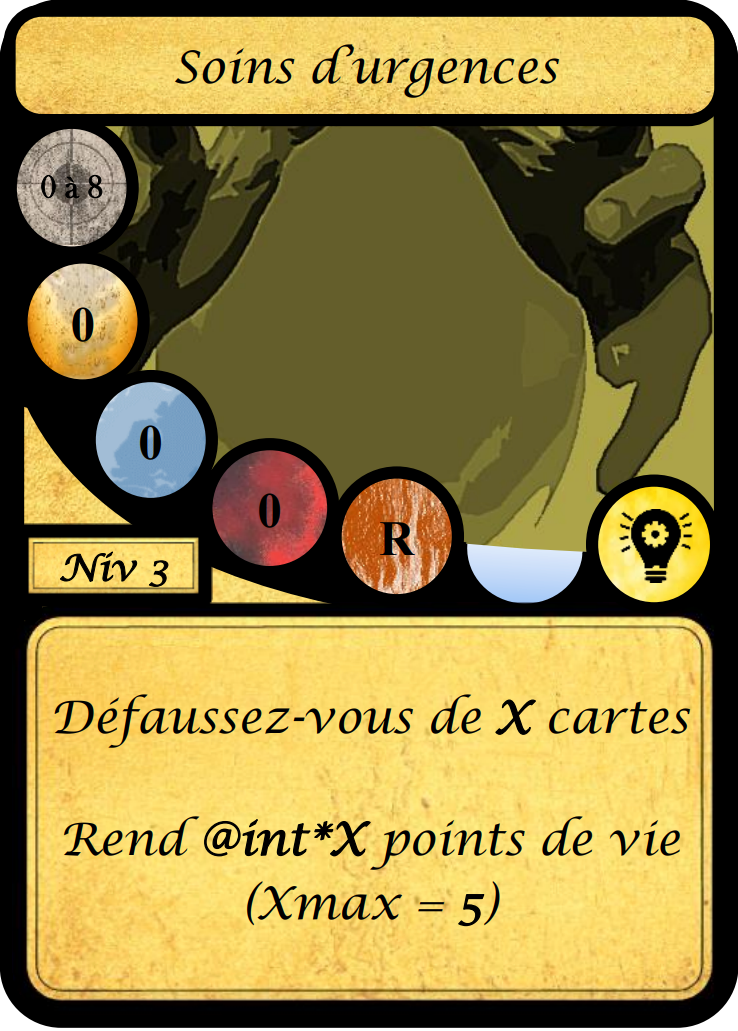 Soins d'urgences
0 à 8
0
0
0
R
Niv 3
Défaussez-vous de X cartes
Rend @int*X points de vie
(Xmax = 5)